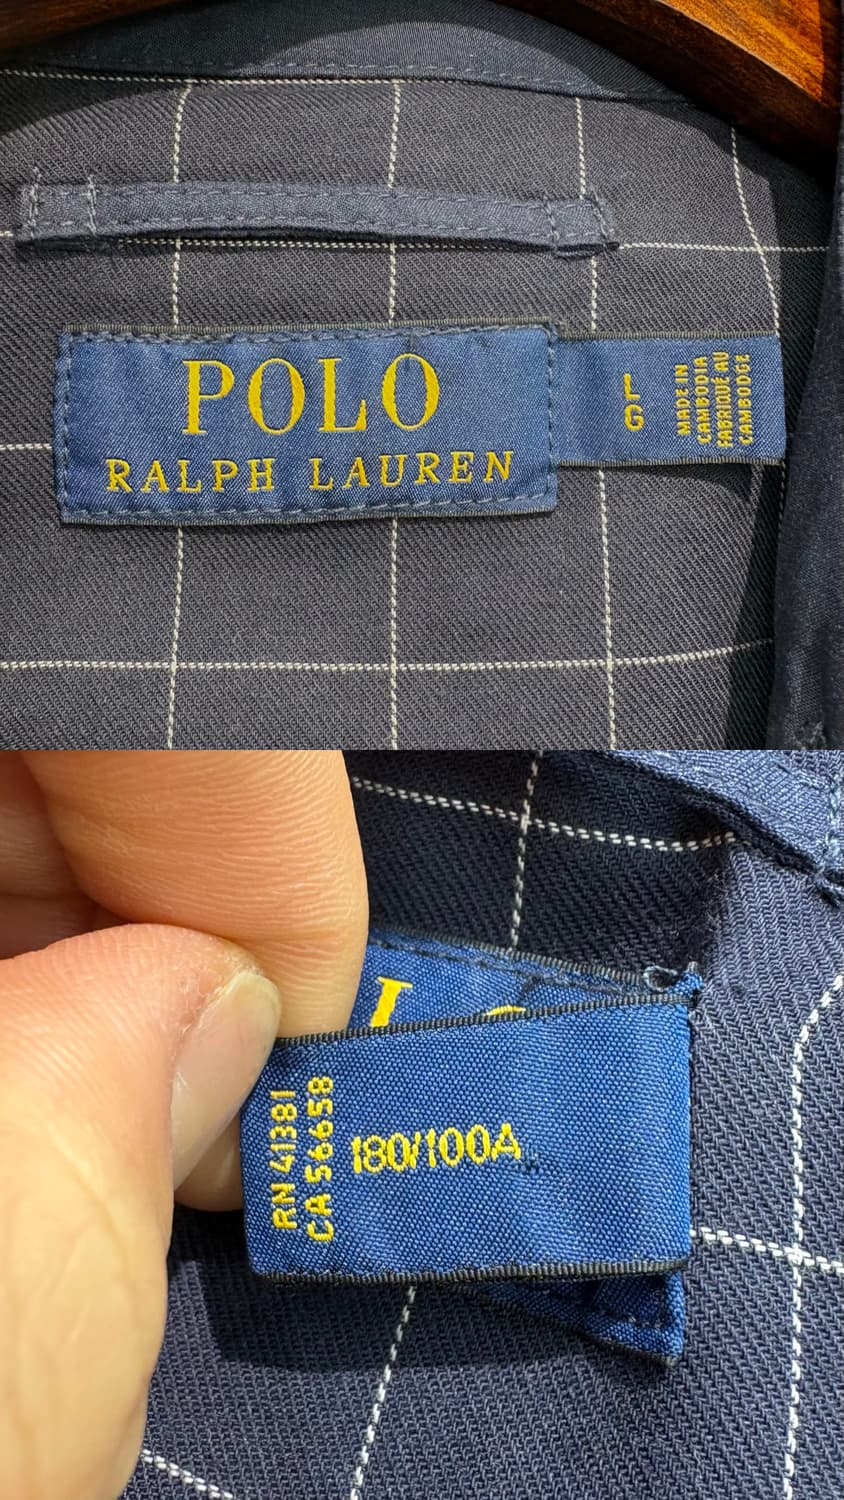 POLO
RALPH LAUREN
L
G
MADE IN
CAMBODIA
FABRIQUÉ AU
CAMBODGE
L
RN 41381
CA 56658
180/100A